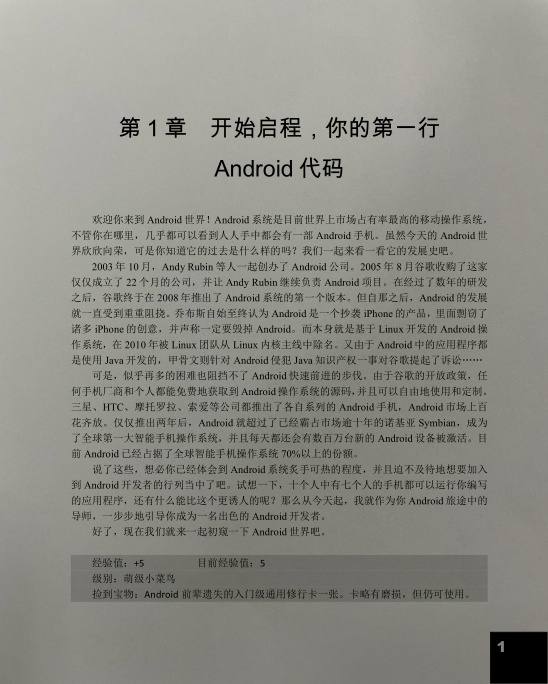 第 1 章　开始启程，你的第一行
Android 代码
欢迎你来到 Android 世界！Android 系统是目前世界上市场占有率最高的移动操作系统，
不管你在哪里，几乎都可以看到人人手中都会有一部 Android 手机。虽然今天的 Android 世
界欣欣向荣，可是你知道它的过去是什么样的吗？我们一起来看一看它的发展史吧。
2003 年 10 月，Andy Rubin 等人一起创办了 Android 公司。2005 年 8 月谷歌收购了这家
仅仅成立了 22 个月的公司，并让 Andy Rubin 继续负责 Android 项目。在经过了数年的研发
之后，谷歌终于在 2008 年推出了 Android 系统的第一个版本。但自那之后，Android 的发展
就一直受到重重阻挠。乔布斯自始至终认为 Android 是一个抄袭 iPhone 的产品，里面剽窃了
诸多 iPhone 的创意，并声称一定要毁掉 Android。而本身就是基于 Linux 开发的 Android 操
作系统，在 2010 年被 Linux 团队从 Linux 内核主线中除名。又由于 Android 中的应用程序都
是使用 Java 开发的，甲骨文则针对 Android 侵犯 Java 知识产权一事对谷歌提起了诉讼……
可是，似乎再多的困难也阻挡不了 Android 快速前进的步伐。由于谷歌的开放政策，任
何手机厂商和个人都能免费地获取到 Android 操作系统的源码，并且可以自由地使用和定制。
三星、HTC、摩托罗拉、索爱等公司都推出了各自系列的 Android 手机，Android 市场上百
花齐放。仅仅推出两年后，Android 就超过了已经霸占市场逾十年的诺基亚 Symbian，成为
了全球第一大智能手机操作系统，并且每天都还会有数百万台新的 Android 设备被激活。目
前 Android 已经占据了全球智能手机操作系统 70%以上的份额。
说了这些，想必你已经体会到 Android 系统炙手可热的程度，并且迫不及待地想要加入
到 Android 开发者的行列当中了吧。试想一下，十个人中有七个人的手机都可以运行你编写
的应用程序，还有什么能比这个更诱人的呢？那么从今天起，我就作为你 Android 旅途中的
导师，一步步地引导你成为一名出色的 Android 开发者。
好了，现在我们就来一起初窥一下 Android 世界吧。
经验值：+5　　　目前经验值：5
级别：萌级小菜鸟
捡到宝物：Android 前辈遗失的入门级通用修行卡一张。卡略有磨损，但仍可使用。
1